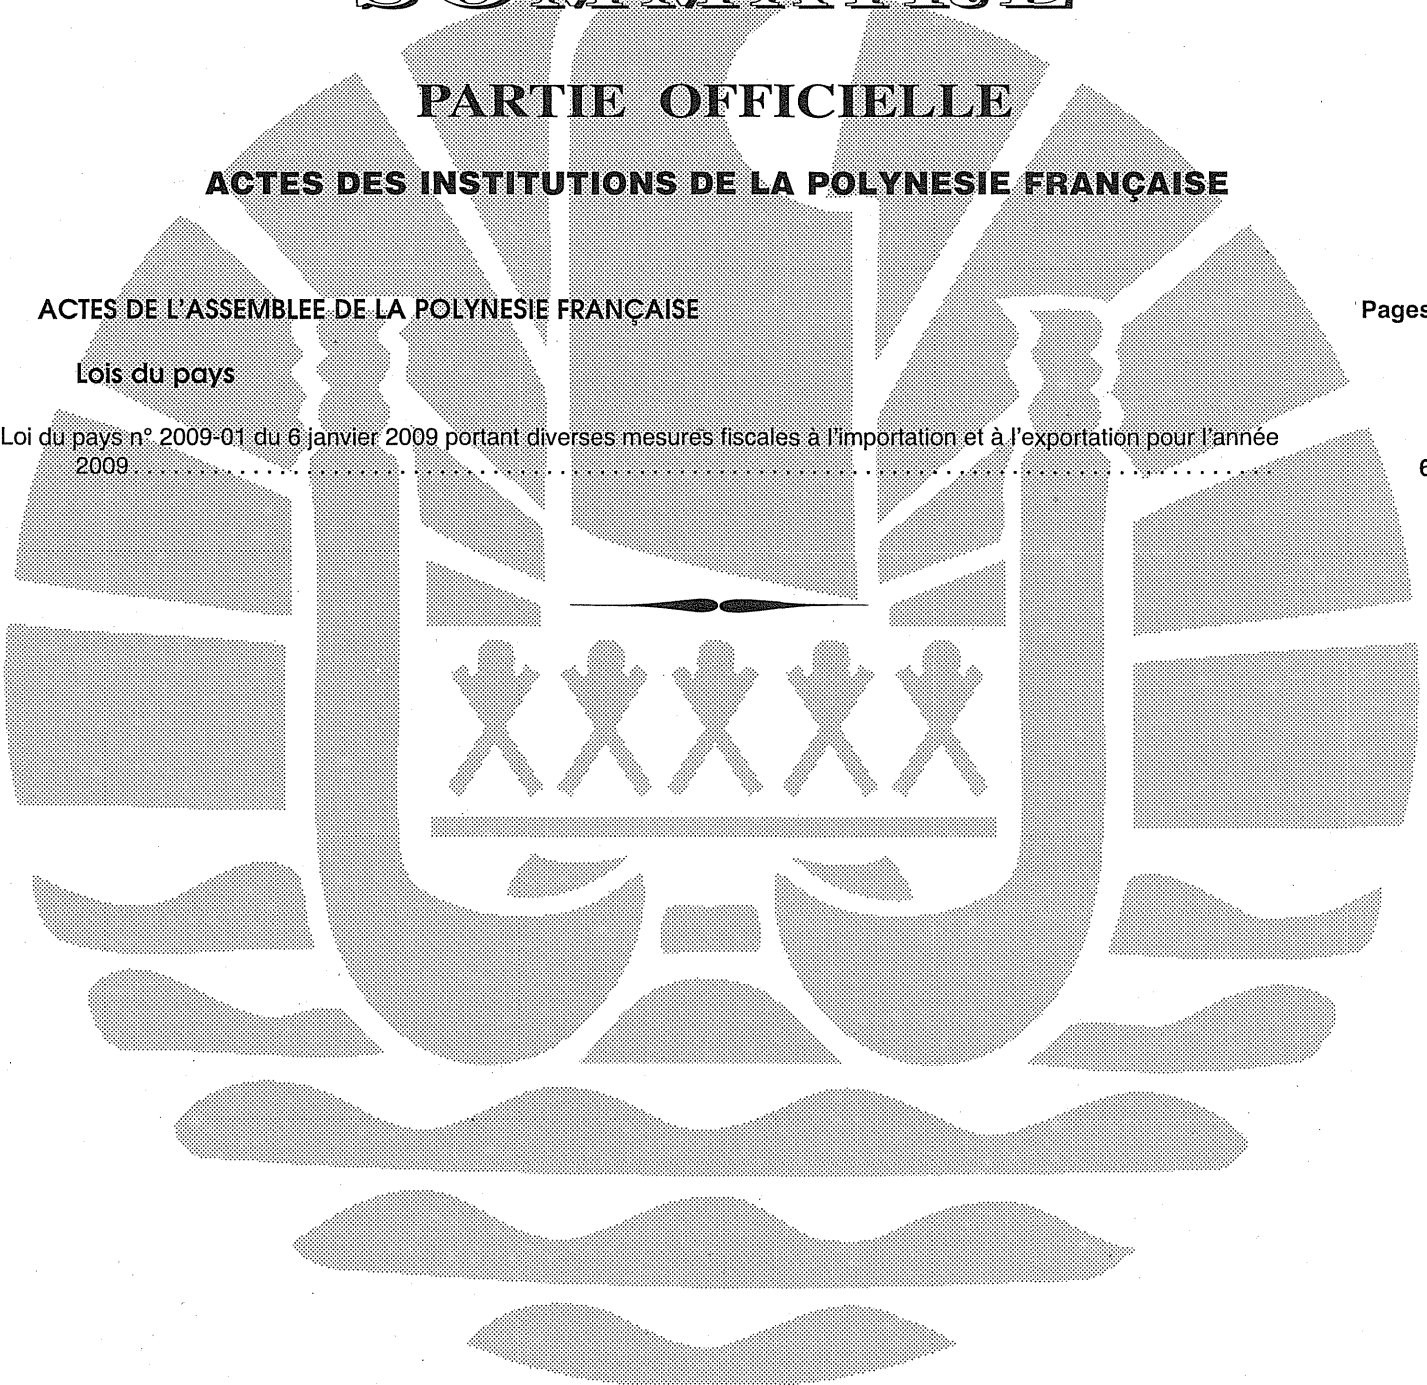 SOMMAIRE
PARTIE OFFICIELLE
ACTES DES INSTITUTIONS DE LA POLYNESIE FRANÇAISE
ACTES DE L'ASSEMBLEE DE LA POLYNESIE FRANÇAISE Pages
Lois du pays
Loi du pays n° 2009-01 du 6 janvier 2009 portant diverses mesures fiscales à l'importation et à l'exportation pour l'année
2009 . . . . . . . . . . . . . . . . . . . . . . . . . . . . . . . . . . . . . . . . . . . . . . . . . . 6